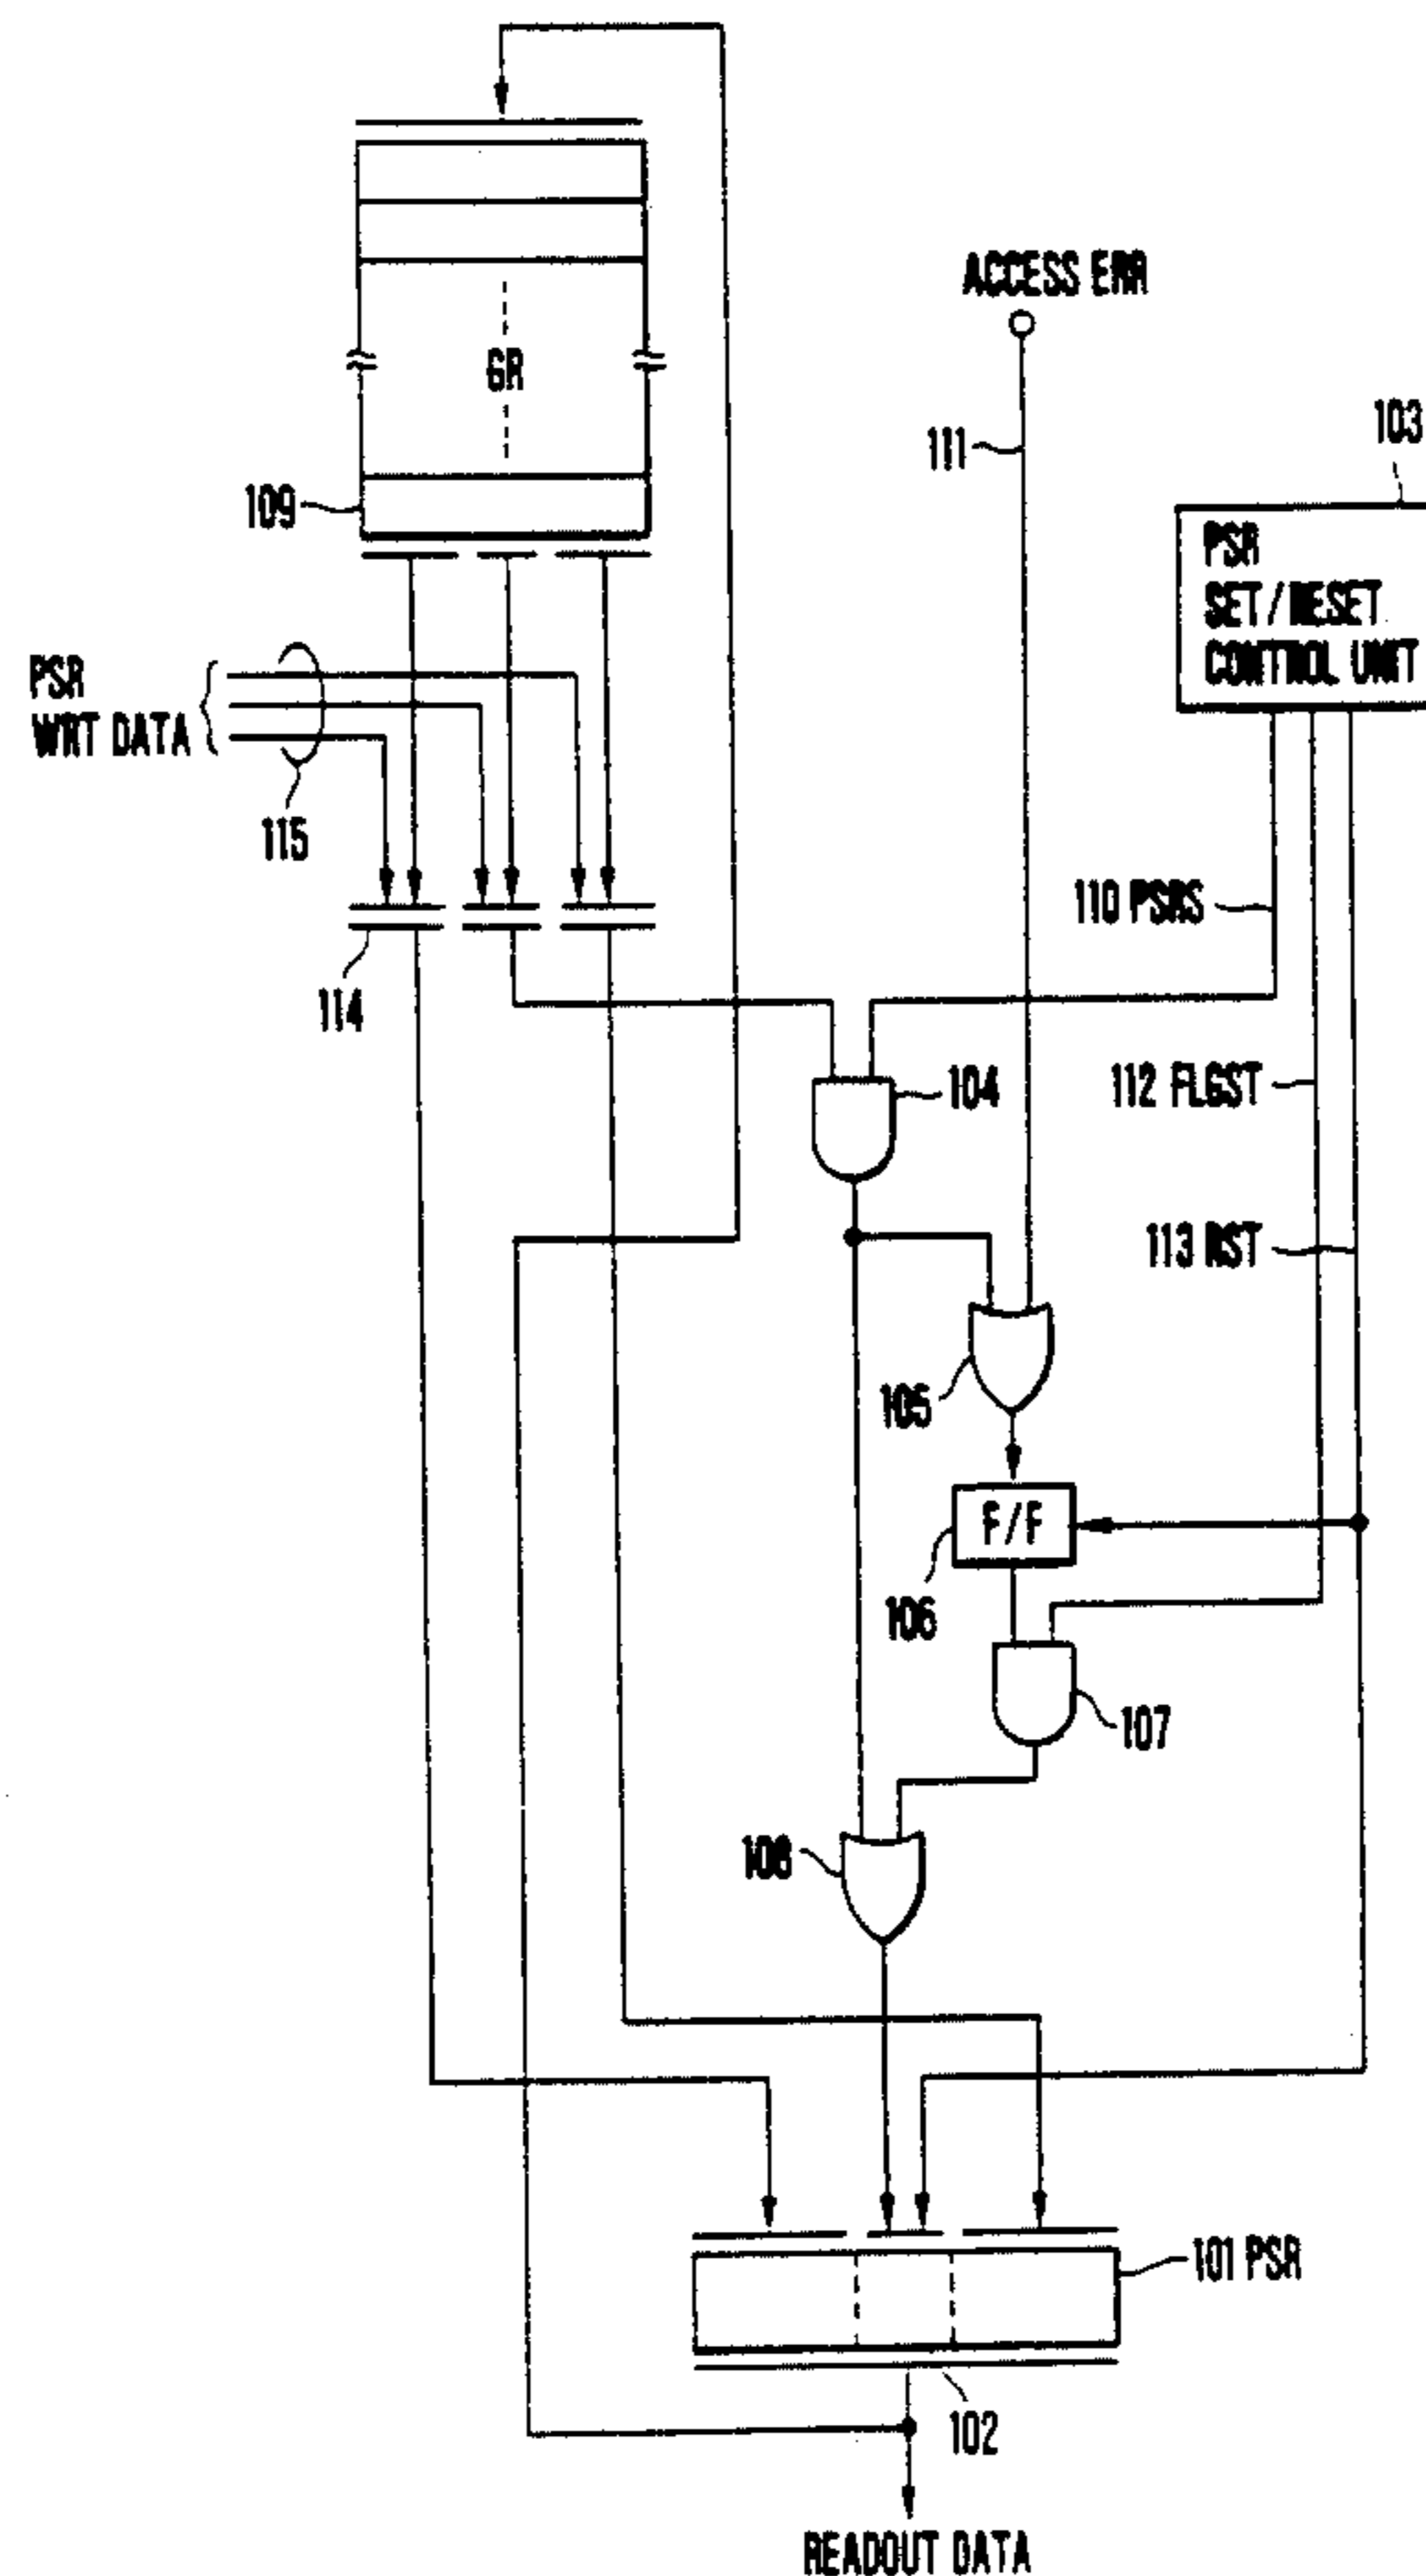 ACCESS ERR
GR
111
103
109
PSR
SET/RESET
CONTROL UNIT
PSR
WRT DATA
115
110 PSRS
114
104
112 FLGST
113 RST
105
F/F
106
107
108
101 PSR
102
READOUT DATA